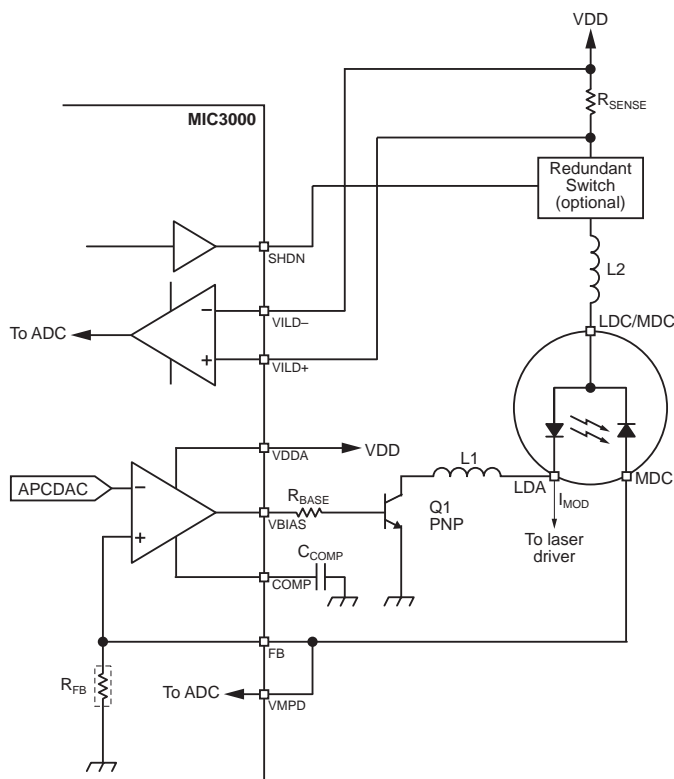 VDD
MIC3000
RSENSE
Redundant
Switch
(optional)
SHDN
L2
VILD–
LDC/MDC
To ADC
VILD+
VDDA
VDD
APCDAC
L1
RBASE
LDA
MDC
VBIAS
Q1
PNP
IMOD
To laser
driver
CCOMP
COMP
FB
RFB
To ADC
VMPD
–
+
–
+